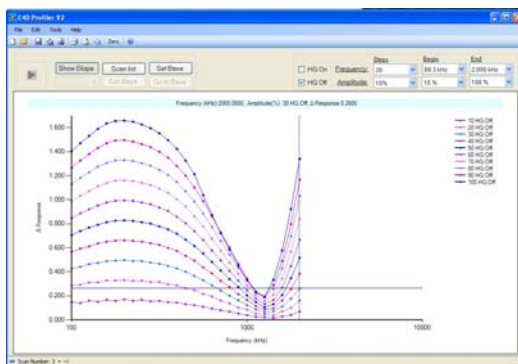 C4D Profiler V2
File Edit Tools Help
Zero
Show Slope Scan list Set Base
Go to Base
HG On Frequency:
HG Off Amplitude:
Steps Begin End
20 2,000 kHz
10% 10 % 100 %
Frequency (kHz):2000.0000, Amplitude(%): 30 HG:Off, Δ Response:0.2600
Δ Response
1.600
1.400
1.200
1.000
0.800
0.600
0.400
0.200
0.000
100 1000 10000
Frequency (kHz)
10 HG:Off
20 HG:Off
30 HG:Off
40 HG:Off
50 HG:Off
60 HG:Off
70 HG:Off
80 HG:Off
90 HG:Off
100 HG:Off
Scan Number: 3